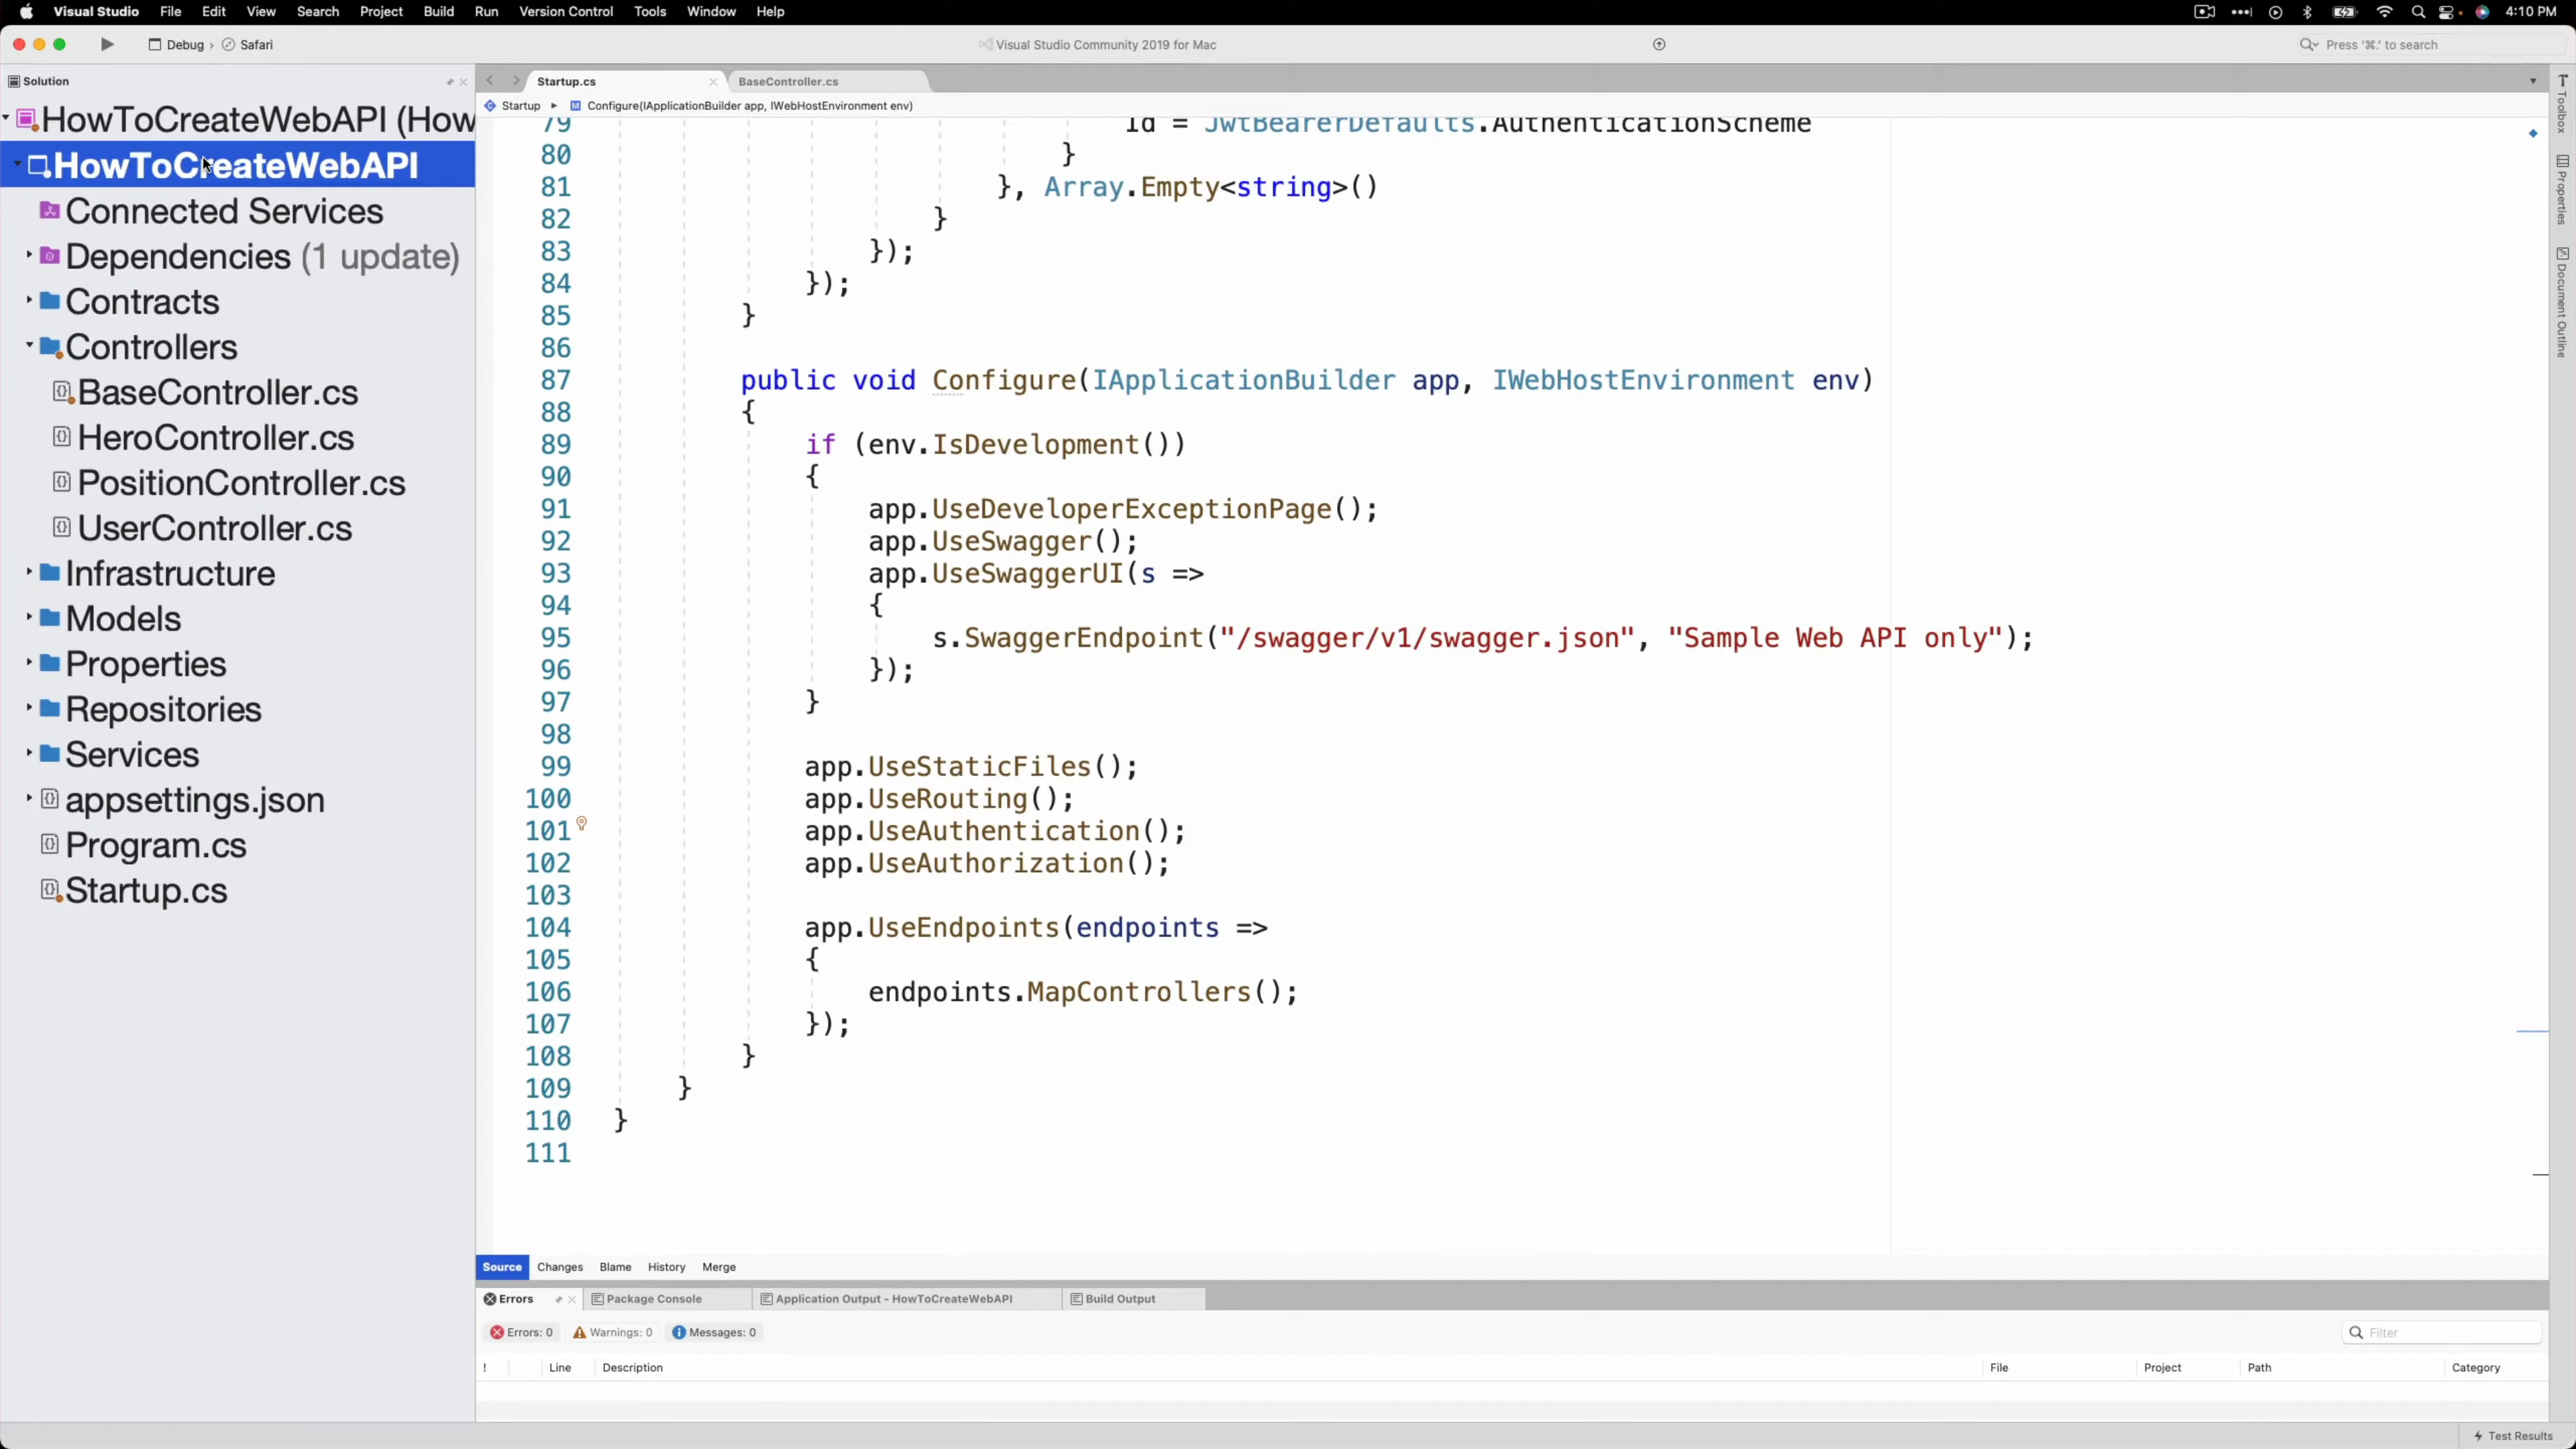 Visual Studio File Edit View Search Project Build Run Version Control Tools Window Help 4:10 PM
Debug › Safari Visual Studio Community 2019 for Mac Press ‘⌘.’ to search
Solution
HowToCreateWebAPI (How
HowToCreateWebAPI
Connected Services
Dependencies (1 update)
Contracts
Controllers
BaseController.cs
HeroController.cs
PositionController.cs
UserController.cs
Infrastructure
Models
Properties
Repositories
Services
appsettings.json
Program.cs
Startup.cs
Startup.cs BaseController.cs
Startup Configure(IApplicationBuilder app, IWebHostEnvironment env)
79 Id = JwtBearerDefaults.AuthenticationScheme
80 }
81 }, Array.Empty<string>()
82 }
83 });
84 });
85 }
86
87 public void Configure(IApplicationBuilder app, IWebHostEnvironment env)
88 {
89 if (env.IsDevelopment())
90 {
91 app.UseDeveloperExceptionPage();
92 app.UseSwagger();
93 app.UseSwaggerUI(s =>
94 {
95 s.SwaggerEndpoint("/swagger/v1/swagger.json", "Sample Web API only");
96 });
97 }
98
99 app.UseStaticFiles();
100 app.UseRouting();
101 app.UseAuthentication();
102 app.UseAuthorization();
103
104 app.UseEndpoints(endpoints =>
105 {
106 endpoints.MapControllers();
107 });
108 }
109 }
110 }
111
Source Changes Blame History Merge
Errors Package Console Application Output - HowToCreateWebAPI Build Output
Errors: 0 Warnings: 0 Messages: 0 Filter
! Line Description File Project Path Category
Test Results
Toolbox
Properties
Document Outline